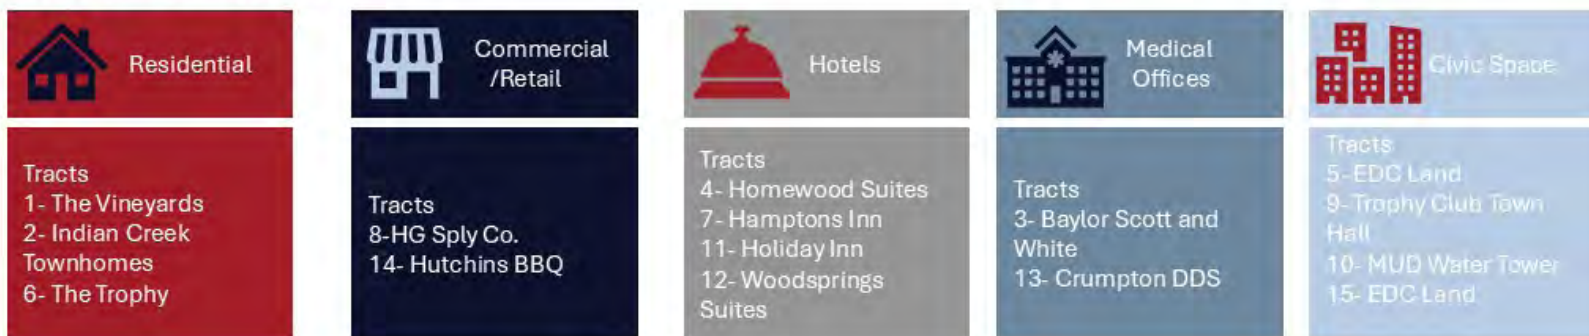 Residential
Commercial
/Retail
Hotels
Medical
Offices
Civic Space
Tracts
1- The Vineyards
2- Indian Creek
Townhomes
6- The Trophy
Tracts
8-HG Sply Co.
14- Hutchins BBQ
Tracts
4- Homewood Suites
7- Hamptons Inn
11- Holiday Inn
12- Woodsprings
Suites
Tracts
3- Baylor Scott and
White
13- Crumpton DDS
Tracts
5- EDC Land
9- Trophy Club Town
Hall
10- MUD Water Tower
15- EDC Land